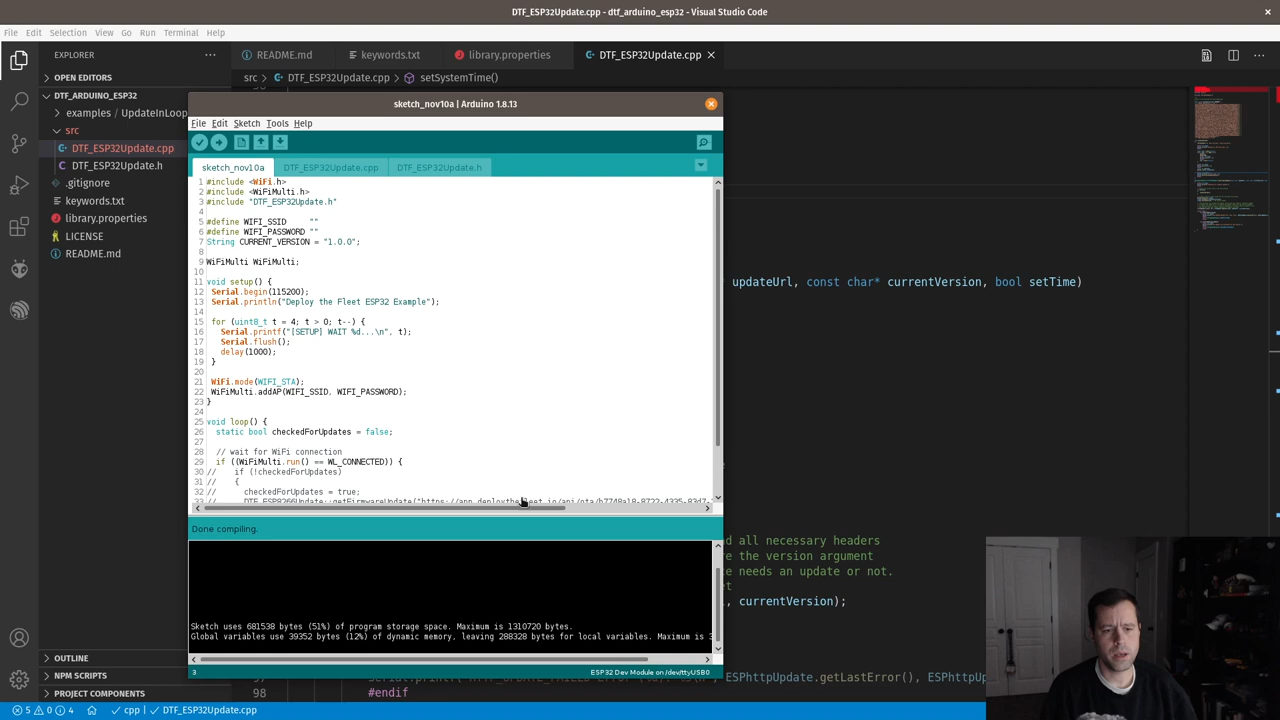 DTF_ESP32Update.cpp - dtf_arduino_esp32 - Visual Studio Code
File Edit Selection View Go Run Terminal Help
EXPLORER
README.md keywords.txt library.properties DTF_ESP32Update.cpp
OPEN EDITORS
src > DTF_ESP32Update.cpp > setSystemTime()
DTF_ARDUINO_ESP32
examples / UpdateInLoop
src
DTF_ESP32Update.cpp
DTF_ESP32Update.h
.gitignore
keywords.txt
library.properties
LICENSE
README.md
OUTLINE
NPM SCRIPTS
PROJECT COMPONENTS
sketch_nov10a | Arduino 1.8.13
File Edit Sketch Tools Help
sketch_nov10a DTF_ESP32Update.cpp DTF_ESP32Update.h
1 #include <WiFi.h>
2 #include <WiFiMulti.h>
3 #include "DTF_ESP32Update.h"
4
5 #define WIFI_SSID ""
6 #define WIFI_PASSWORD ""
7 String CURRENT_VERSION = "1.0.0";
8
9 WiFiMulti WiFiMulti;
10
11 void setup() {
12 Serial.begin(115200);
13 Serial.println("Deploy the Fleet ESP32 Example");
14
15 for (uint8_t t = 4; t > 0; t--) {
16 Serial.printf("[SETUP] WAIT %d...\n", t);
17 Serial.flush();
18 delay(1000);
19 }
20
21 WiFi.mode(WIFI_STA);
22 WiFiMulti.addAP(WIFI_SSID, WIFI_PASSWORD);
23 }
24
25 void loop() {
26 static bool checkedForUpdates = false;
27
28 // wait for WiFi connection
29 if ((WiFiMulti.run() == WL_CONNECTED)) {
30 // if (!checkedForUpdates)
31 // {
32 // checkedForUpdates = true;
Done compiling.
Sketch uses 681538 bytes (51%) of program storage space. Maximum is 1310720 bytes.
Global variables use 39352 bytes (12%) of dynamic memory, leaving 288328 bytes for local variables. Maximum is 3
3 ESP32 Dev Module on /dev/ttyUSB0
updateUrl, const char* currentVersion, bool setTime)
d all necessary headers
e the version argument
e needs an update or not.
et
, currentVersion);
ESPhttpUpdate.getLastError(), ESPhttpUp
98 #endif
5 0 4 cpp DTF_ESP32Update.cpp